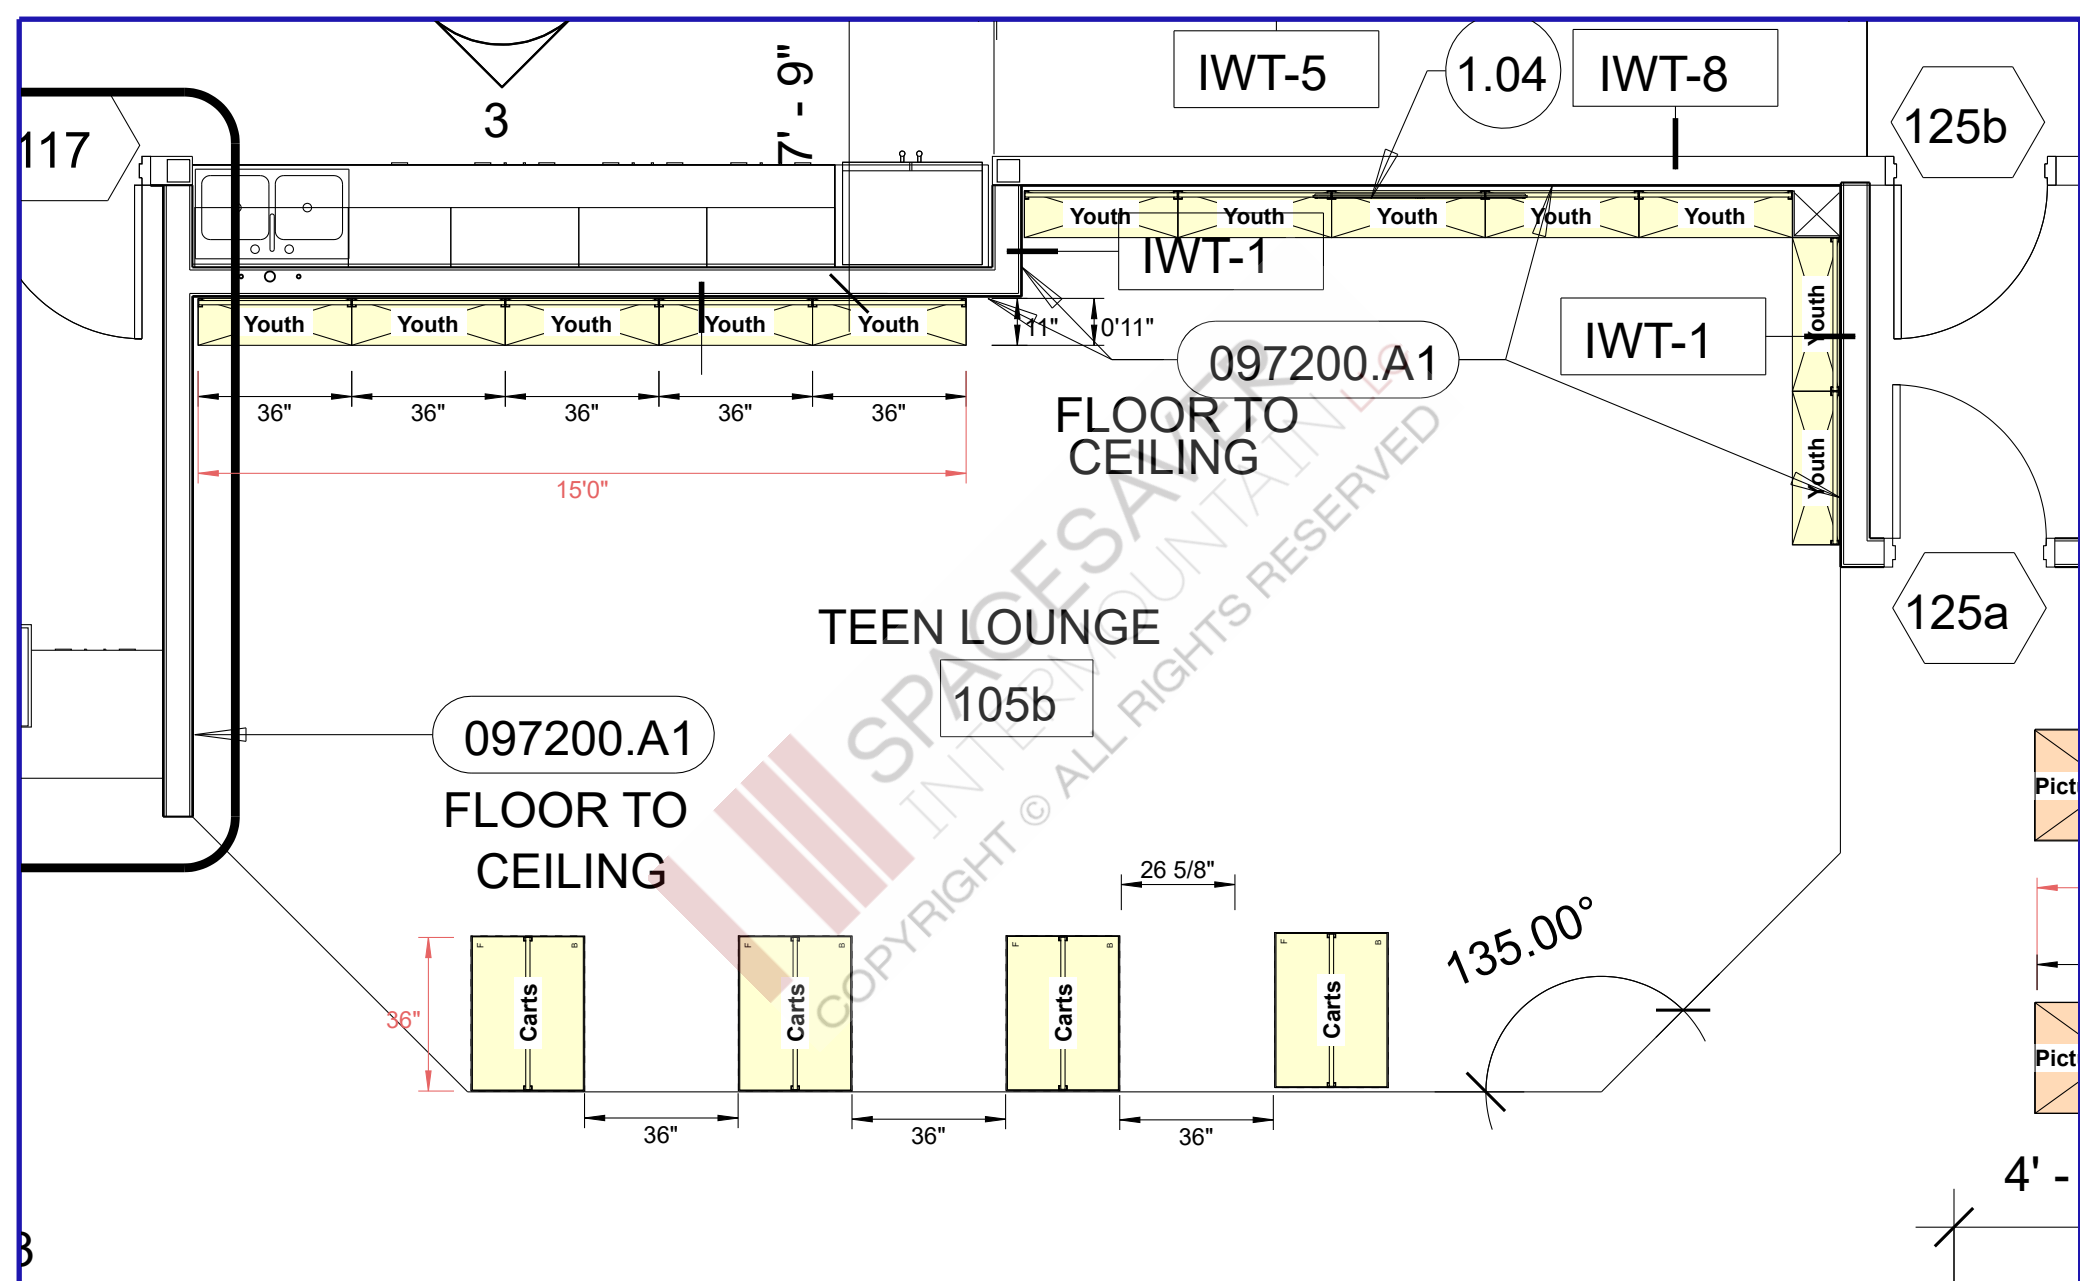 IWT-5
1.04
IWT-8
7' - 9"
3
117
125b
Youth
Youth
Youth
Youth
Youth
IWT-1
Youth
Youth
Youth
Youth
Youth
Youth
11"
0'11"
IWT-1
097200.A1
FLOOR TO
CEILING
36"
36"
36"
36"
36"
Youth
15'0"
TEEN LOUNGE
105b
125a
097200.A1
FLOOR TO
CEILING
SPACESAVER
INTERMOUNTAIN LLC
COPYRIGHT © ALL RIGHTS RESERVED
26 5/8"
135.00°
F
B
F
B
F
B
F
B
Carts
Carts
Carts
Carts
36"
36"
36"
36"
4' -